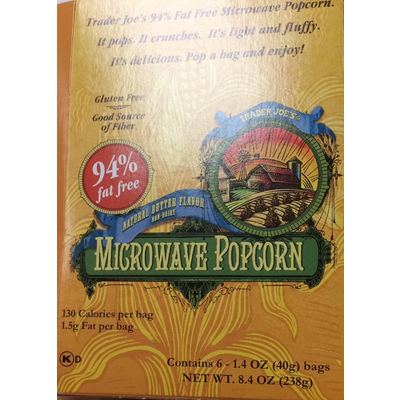 Trader Joe's 94% Fat Free Microwave Popcorn.
It pops. It crunches. It's light and fluffy.
It's delicious. Pop a bag and enjoy!
Gluten Free
Good Source
of Fiber
TRADER JOE'S
94%
fat free
NATURAL BUTTER FLAVOR
NON-DAIRY
MICROWAVE POPCORN
130 Calories per bag
1.5g Fat per bag
K D
Contains 6 - 1.4 OZ (40g) bags
NET WT. 8.4 OZ (238g)